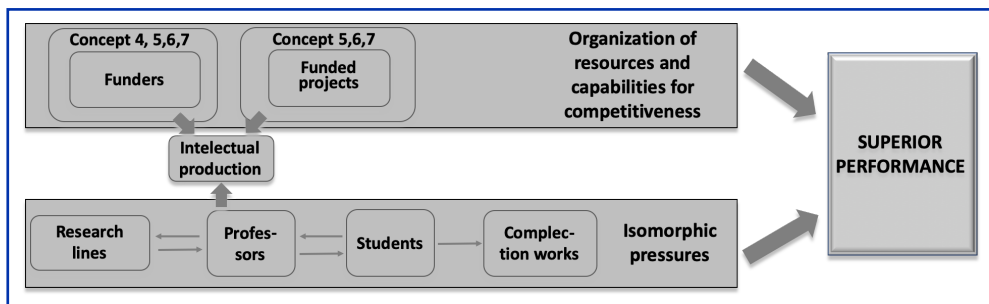 Concept 4, 5,6,7
Funders
Concept 5,6,7
Funded
projects
Organization of
resources and
capabilities for
competitiveness
Intelectual
production
SUPERIOR
PERFORMANCE
Research
lines
Profes-
sors
Students
Complec-
tion works
Isomorphic
pressures